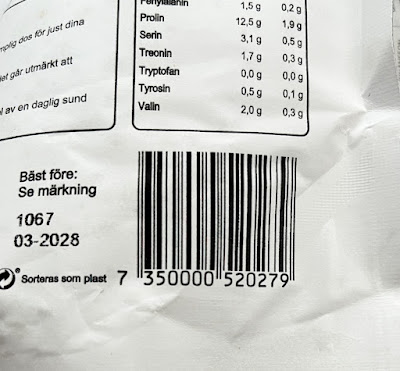 Fenylalanin 1,5 g 0,2 g
Prolin 12,5 g 1,9 g
Serin 3,1 g 0,5 g
Treonin 1,7 g 0,3 g
Tryptofan 0,0 g 0,0 g
Tyrosin 0,5 g 0,1 g
Valin 2,0 g 0,3 g
dos för just dina
går utmärkt att
av en daglig sund
Bäst före:
Se märkning
1067
03-2028
® Sorteras som plast
7 350000 520279